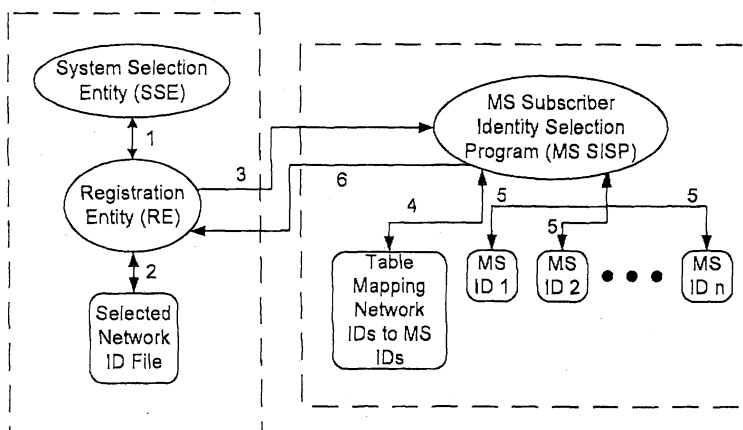 System Selection
Entity (SSE)
1
Registration
Entity (RE)
2
Selected
Network
ID File
3
6
MS Subscriber
Identity Selection
Program (MS SISP)
4
5
5
5
Table
Mapping
Network
IDs to MS
IDs
MS
ID 1
MS
ID 2
MS
ID n